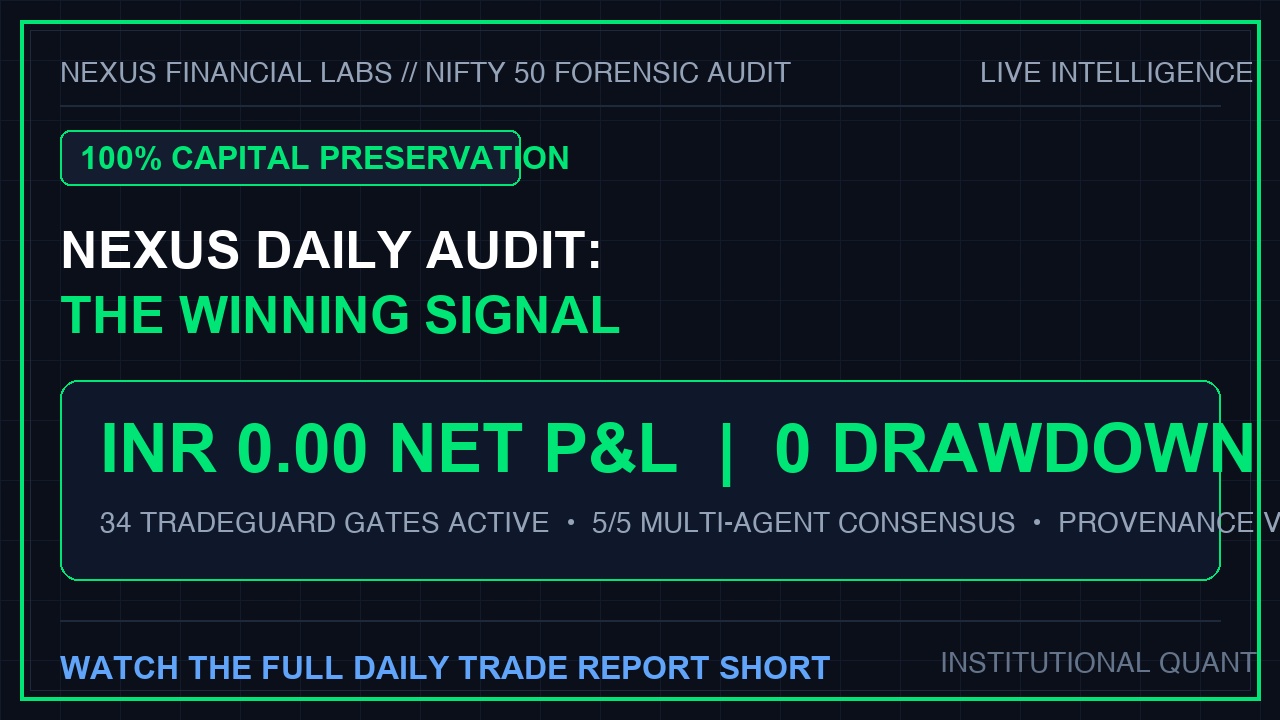 NEXUS FINANCIAL LABS // NIFTY 50 FORENSIC AUDIT
LIVE INTELLIGENCE
100% CAPITAL PRESERVATION
NEXUS DAILY AUDIT:
THE WINNING SIGNAL
INR 0.00 NET P&L | 0 DRAWDOWN
34 TRADEGUARD GATES ACTIVE • 5/5 MULTI-AGENT CONSENSUS • PROVENANCE
WATCH THE FULL DAILY TRADE REPORT SHORT
INSTITUTIONAL QUANT